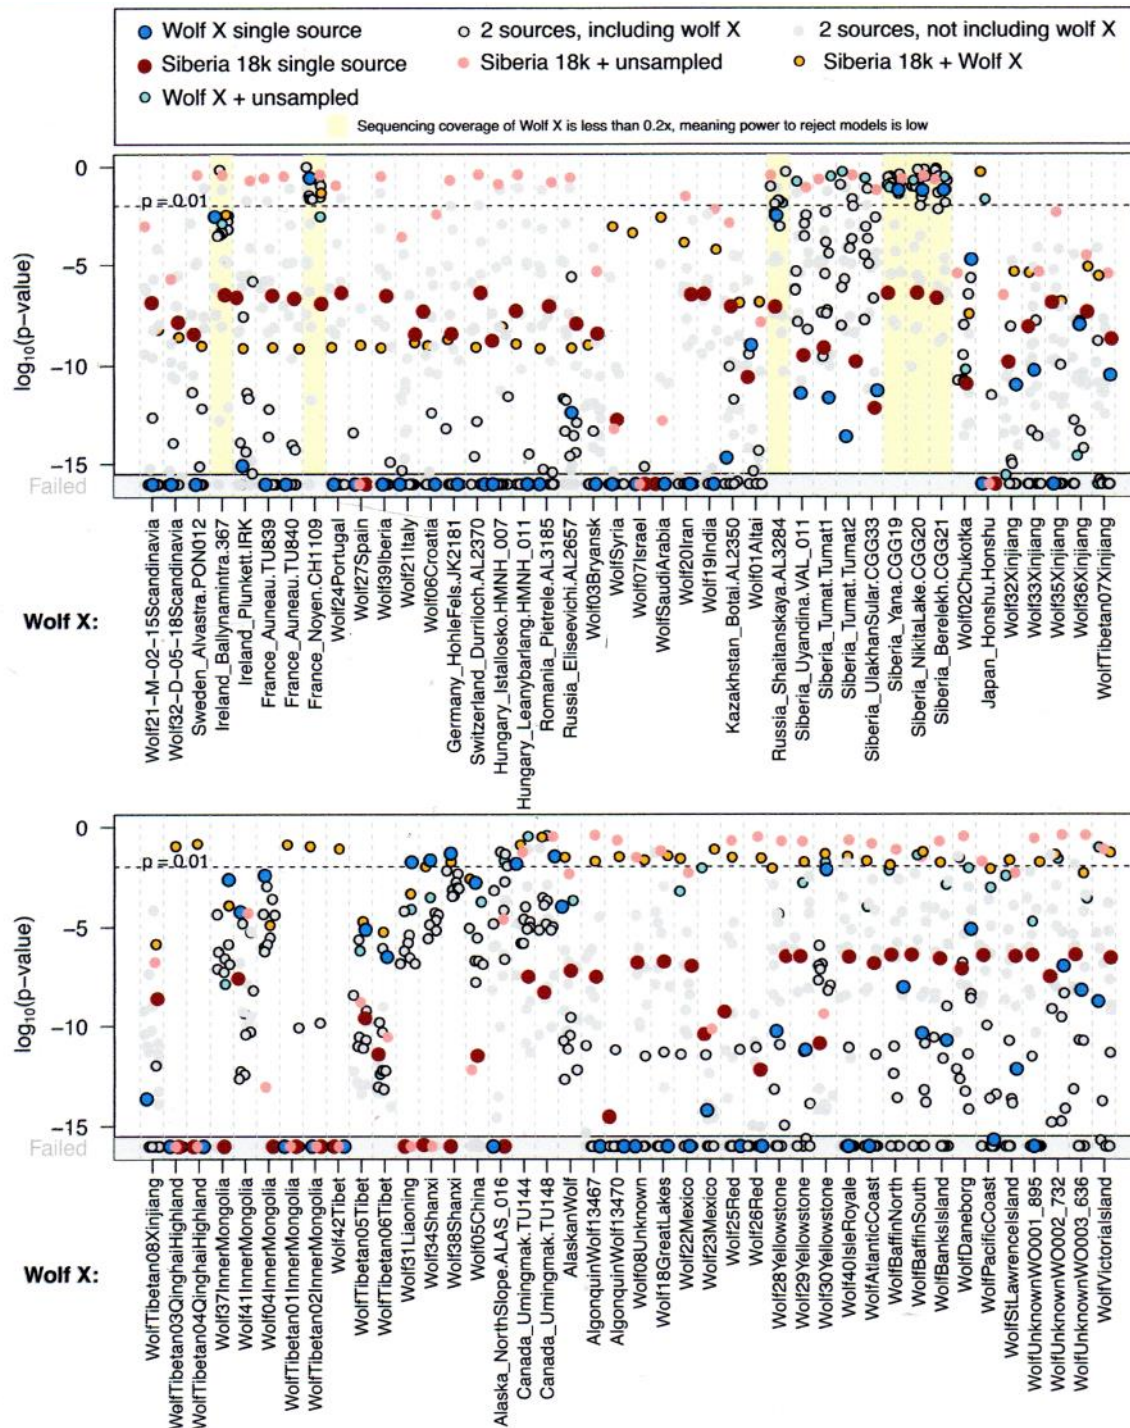 Wolf X single source
2 sources, including wolf X
2 sources, not including wolf X
Siberia 18k single source
Siberia 18k + unsampled
Siberia 18k + Wolf X
Wolf X + unsampled
Sequencing coverage of Wolf X is less than 0.2x, meaning power to reject models is low
log10(p-value)
0
p = 0.01
−5
−10
−15
Failed
Wolf X:
Wolf21−M−02−15Scandinavia
Wolf32−D−05−18Scandinavia
Sweden_Alvastra.PON012
Ireland_Ballynamintra.367
Ireland_Plunkett.IRK
France_Auneau.TU839
France_Auneau.TU840
France_Noyen.CH1109
Wolf24Portugal
Wolf27Spain
Wolf39Iberia
Wolf21Italy
Wolf06Croatia
Germany_HohleFels.JK2181
Switzerland_Durriloch.AL2370
Hungary_Istallosko.HMNH_007
Hungary_Leanybarlang.HMNH_011
Romania_Pietrele.AL3185
Russia_Eliseevichi.AL2657
Wolf03Bryansk
WolfSyria
Wolf07Israel
WolfSaudiArabia
Wolf20Iran
Wolf19India
Kazakhstan_Botai.AL2350
Wolf01Altai
Russia_Shaitanskaya.AL3284
Siberia_Uyandina.VAL_011
Siberia_Tumat1
Siberia_Tumat.Tumat2
Siberia_UlakhanSular.CGG33
Siberia_Yana.CGG19
Siberia_NikitaLake.CGG20
Siberia_Berelekh.CGG21
Wolf02Chukotka
Japan_Honshu.Honshu
Wolf32Xinjiang
Wolf33Xinjiang
Wolf35Xinjiang
Wolf36Xinjiang
WolfTibetan07Xinjiang
log10(p-value)
0
p = 0.01
−5
−10
−15
Failed
Wolf X:
WolfTibetan08Xinjiang
WolfTibetan03QinghaiHighland
WolfTibetan04QinghaiHighland
Wolf37InnerMongolia
Wolf41InnerMongolia
Wolf04InnerMongolia
WolfTibetan01InnerMongolia
WolfTibetan02InnerMongolia
Wolf42Tibet
WolfTibetan05Tibet
WolfTibetan06Tibet
Wolf31Liaoning
Wolf34Shanxi
Wolf38Shanxi
Wolf05China
Alaska_NorthSlope.ALAS_016
Canada_Umingmak.TU144
Canada_Umingmak.TU148
AlaskanWolf
AlgonquinWolf13467
AlgonquinWolf13470
Wolf08Unknown
Wolf18GreatLakes
Wolf22Mexico
Wolf23Mexico
Wolf25Red
Wolf26Red
Wolf28Yellowstone
Wolf29Yellowstone
Wolf30Yellowstone
Wolf40IsleRoyale
WolfAtlanticCoast
WolfBaffinNorth
WolfBaffinSouth
WolfBanksIsland
WolfDaneborg
WolfPacificCoast
WolfStLawrenceIsland
WolfUnknownWO001_895
WolfUnknownWO002_732
WolfUnknownWO003_636
WolfVictoriaIsland